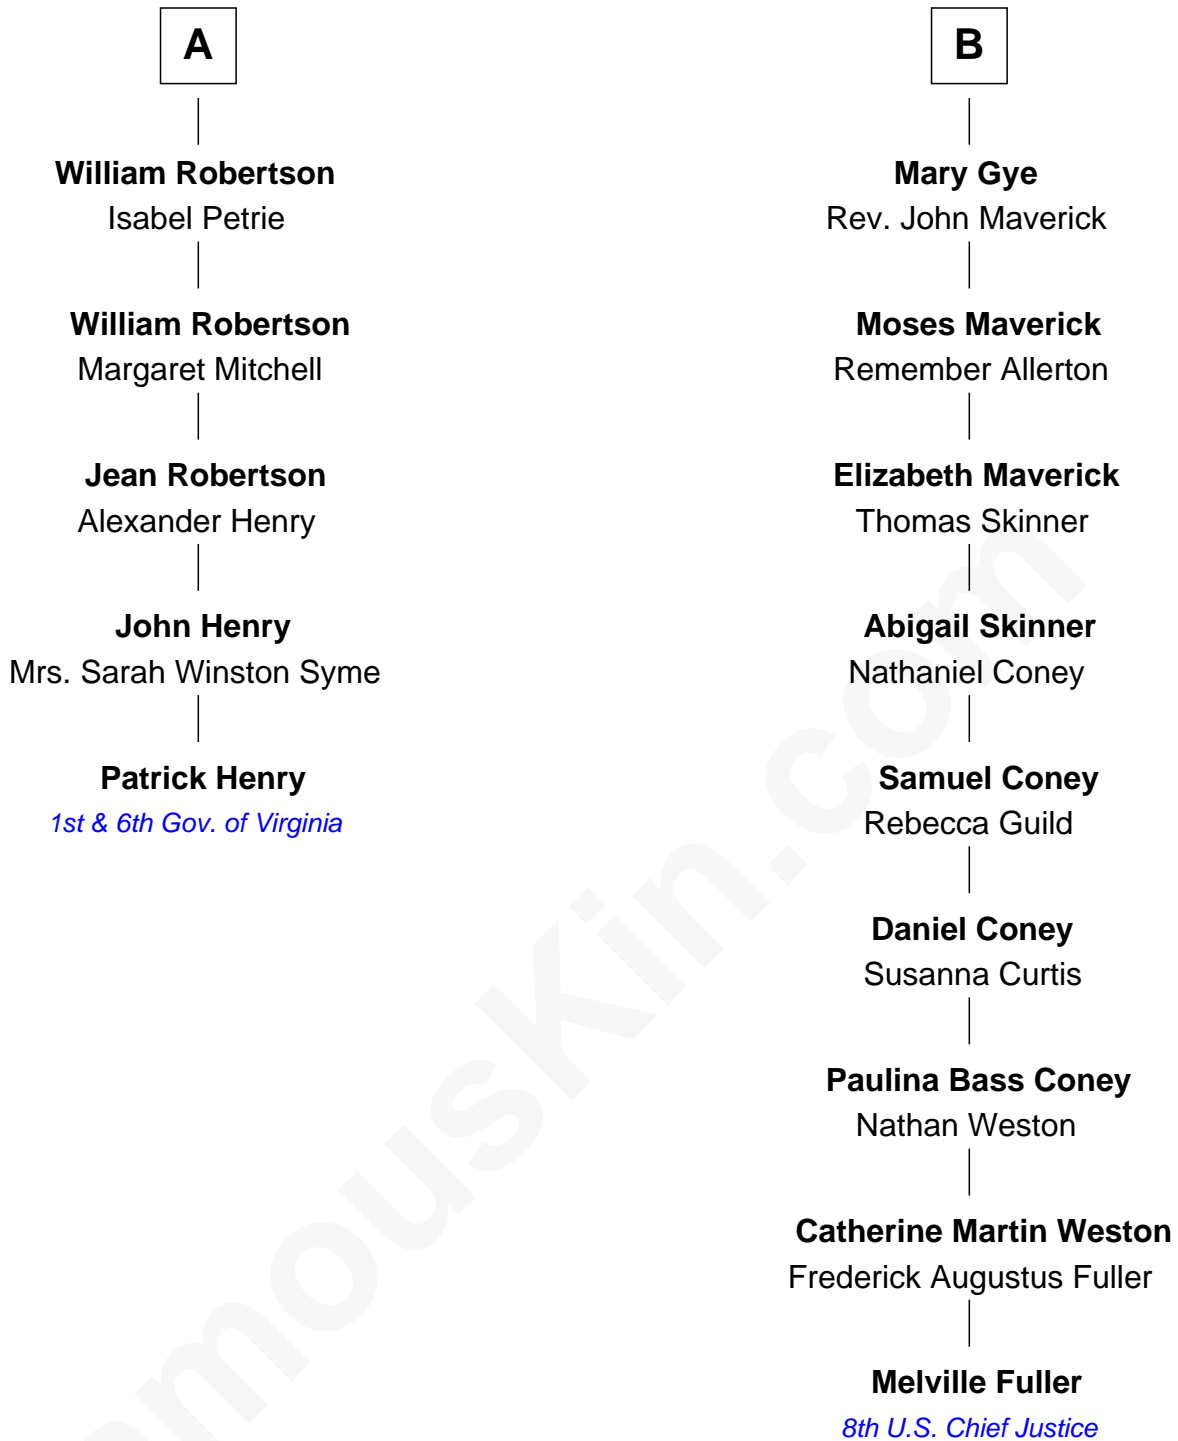 A
William Robertson
Isabel Petrie
William Robertson
Margaret Mitchell
Jean Robertson
Alexander Henry
John Henry
Mrs. Sarah Winston Syme
Patrick Henry
1st & 6th Gov. of Virginia
B
Mary Gye
Rev. John Maverick
Moses Maverick
Remember Allerton
Elizabeth Maverick
Thomas Skinner
Abigail Skinner
Nathaniel Coney
Samuel Coney
Rebecca Guild
Daniel Coney
Susanna Curtis
Paulina Bass Coney
Nathan Weston
Catherine Martin Weston
Frederick Augustus Fuller
Melville Fuller
8th U.S. Chief Justice
amouskin.com